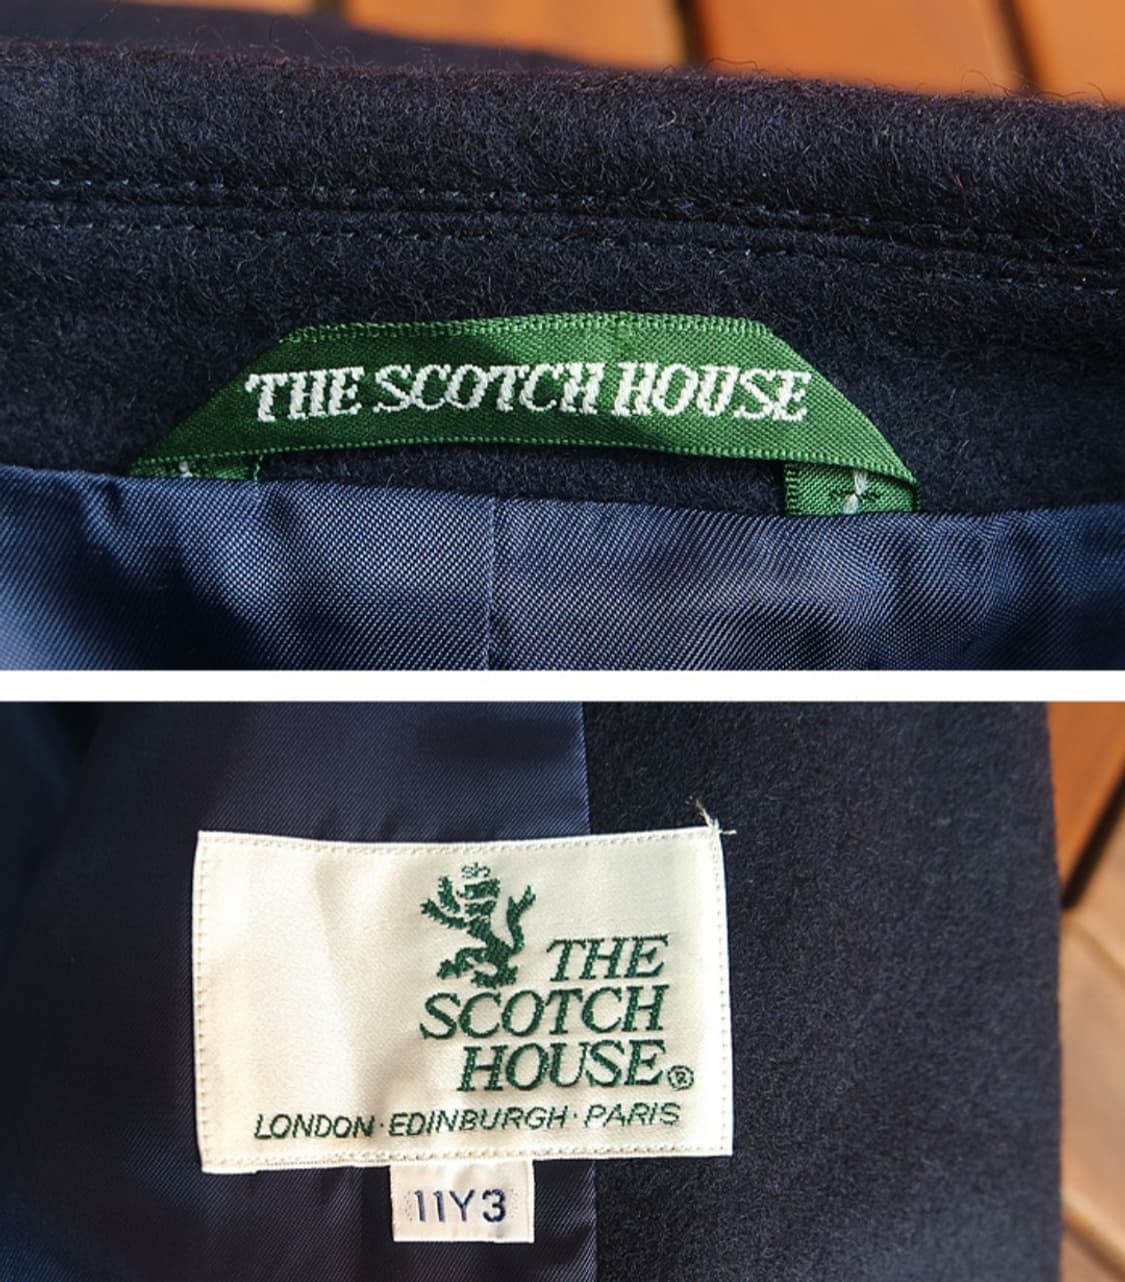 THE SCOTCH HOUSE
THE
SCOTCH
HOUSE®
LONDON·EDINBURGH·PARIS
11Y3